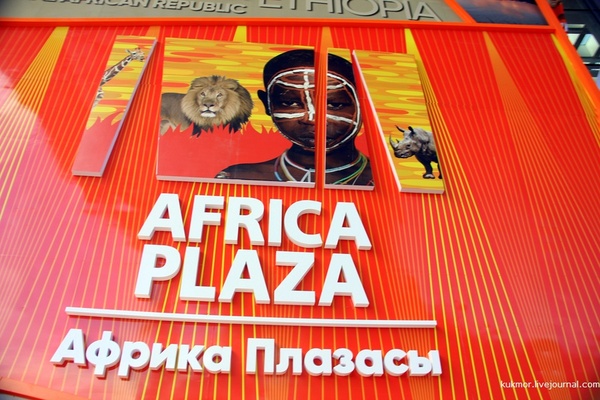 AFRICAN REPUBLIC
ETHIOPIA
AFRICA
PLAZA
Африка Плазасы
kukmor.livejournal.com